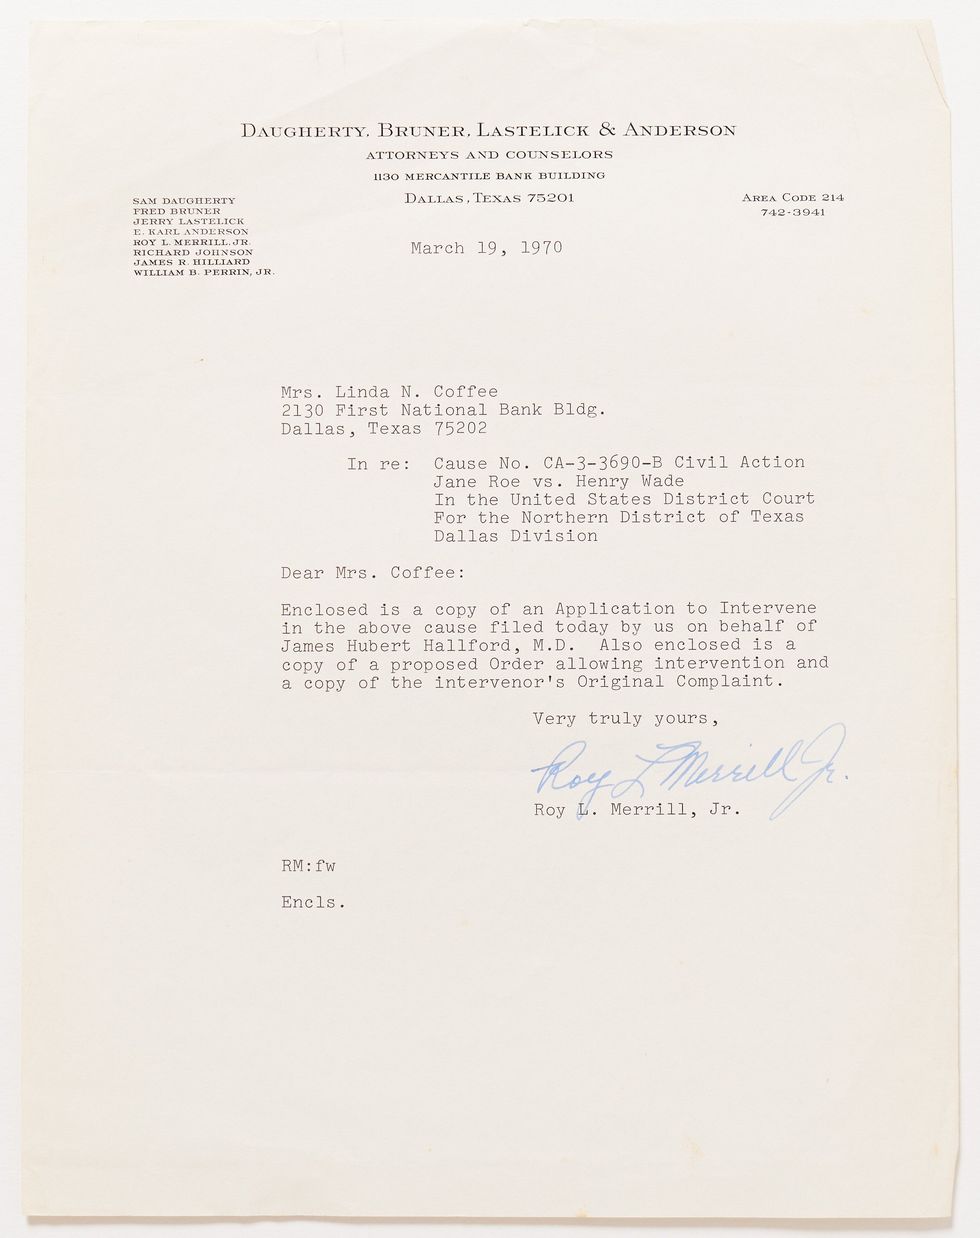 DAUGHERTY, BRUNER, LASTELICK & ANDERSON
ATTORNEYS AND COUNSELORS
1130 MERCANTILE BANK BUILDING
DALLAS, TEXAS 75201
AREA CODE 214
742-3941
SAM DAUGHERTY
FRED BRUNER
JERRY LASTELICK
E. KARL ANDERSON
ROY L. MERRILL, JR.
RICHARD JOHNSON
JAMES R. HILLIARD
WILLIAM B. PERRIN, JR.
March 19, 1970
Mrs. Linda N. Coffee
2130 First National Bank Bldg.
Dallas, Texas 75202
In re: Cause No. CA-3-3690-B Civil Action
Jane Roe vs. Henry Wade
In the United States District Court
For the Northern District of Texas
Dallas Division
Dear Mrs. Coffee:
Enclosed is a copy of an Application to Intervene
in the above cause filed today by us on behalf of
James Hubert Hallford, M.D. Also enclosed is a
copy of a proposed Order allowing intervention and
a copy of the intervenor's Original Complaint.
Very truly yours,
Roy L Merrill Jr.
Roy L. Merrill, Jr.
RM:fw
Encls.